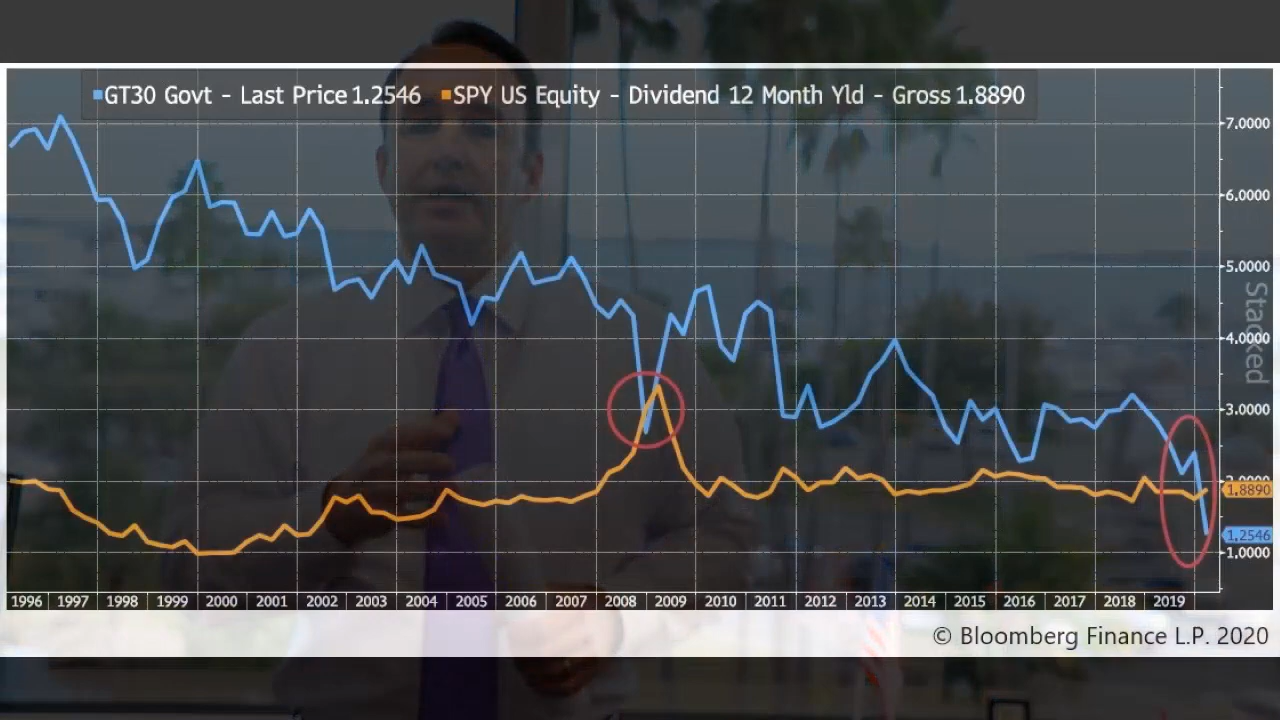 GT30 Govt - Last Price 1.2546 SPY US Equity - Dividend 12 Month Yld - Gross 1.8890
7.0000
6.0000
5.0000
Stacked
4.0000
3.0000
2.0000
1.8890
1.2546
1.0000
1996 1997 1998 1999 2000 2001 2002 2003 2004 2005 2006 2007 2008 2009 2010 2011 2012 2013 2014 2015 2016 2017 2018 2019
© Bloomberg Finance L.P. 2020